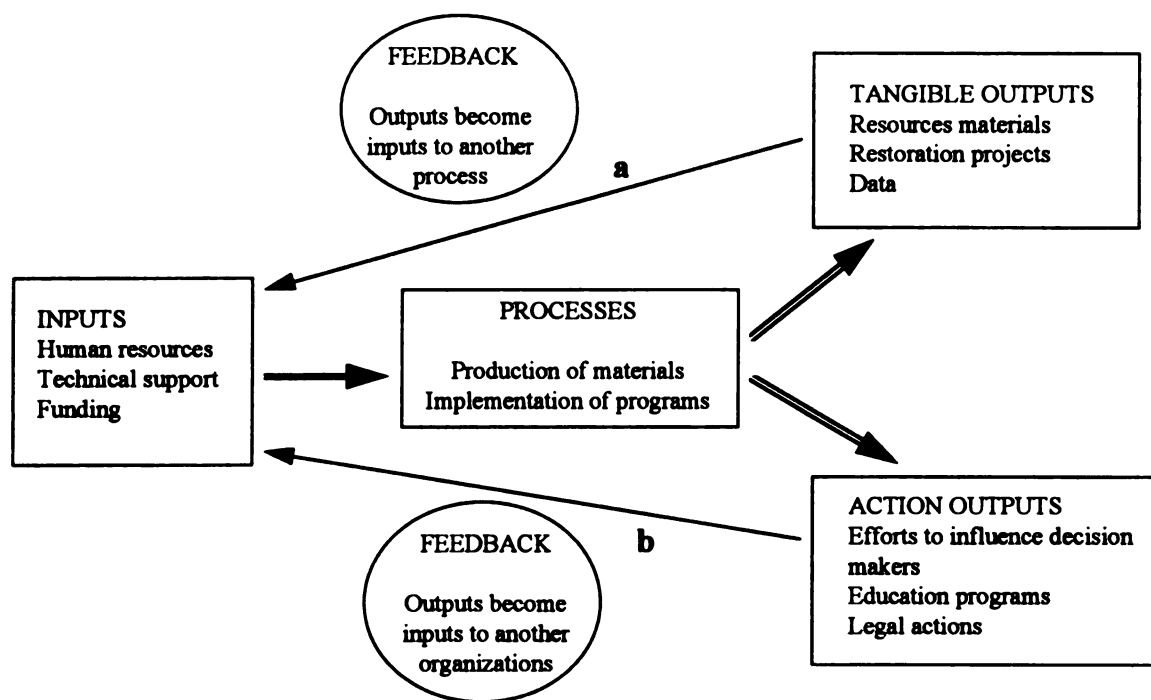 FEEDBACK
Outputs become
inputs to another
process
a
TANGIBLE OUTPUTS
Resources materials
Restoration projects
Data
INPUTS
Human resources
Technical support
Funding
PROCESSES
Production of materials
Implementation of programs
b
FEEDBACK
Outputs become
inputs to another
organizations
ACTION OUTPUTS
Efforts to influence decision
makers
Education programs
Legal actions